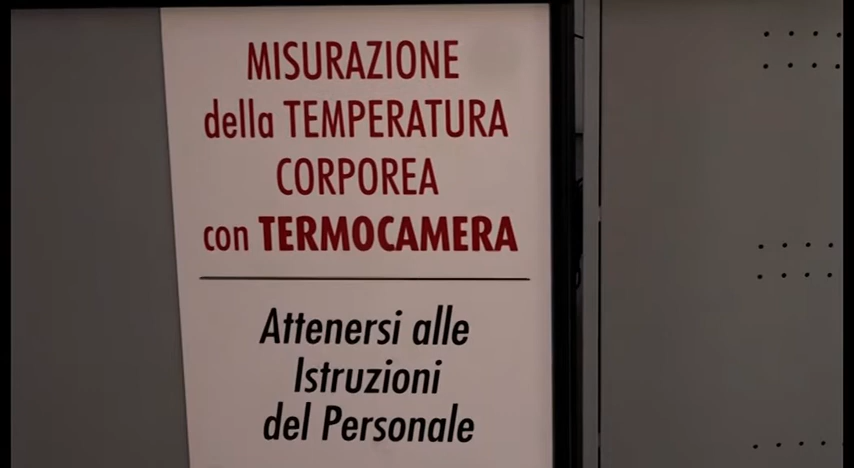 MISURAZIONE
della TEMPERATURA
CORPOREA
con TERMOCAMERA
Attenersi alle
Istruzioni
del Personale